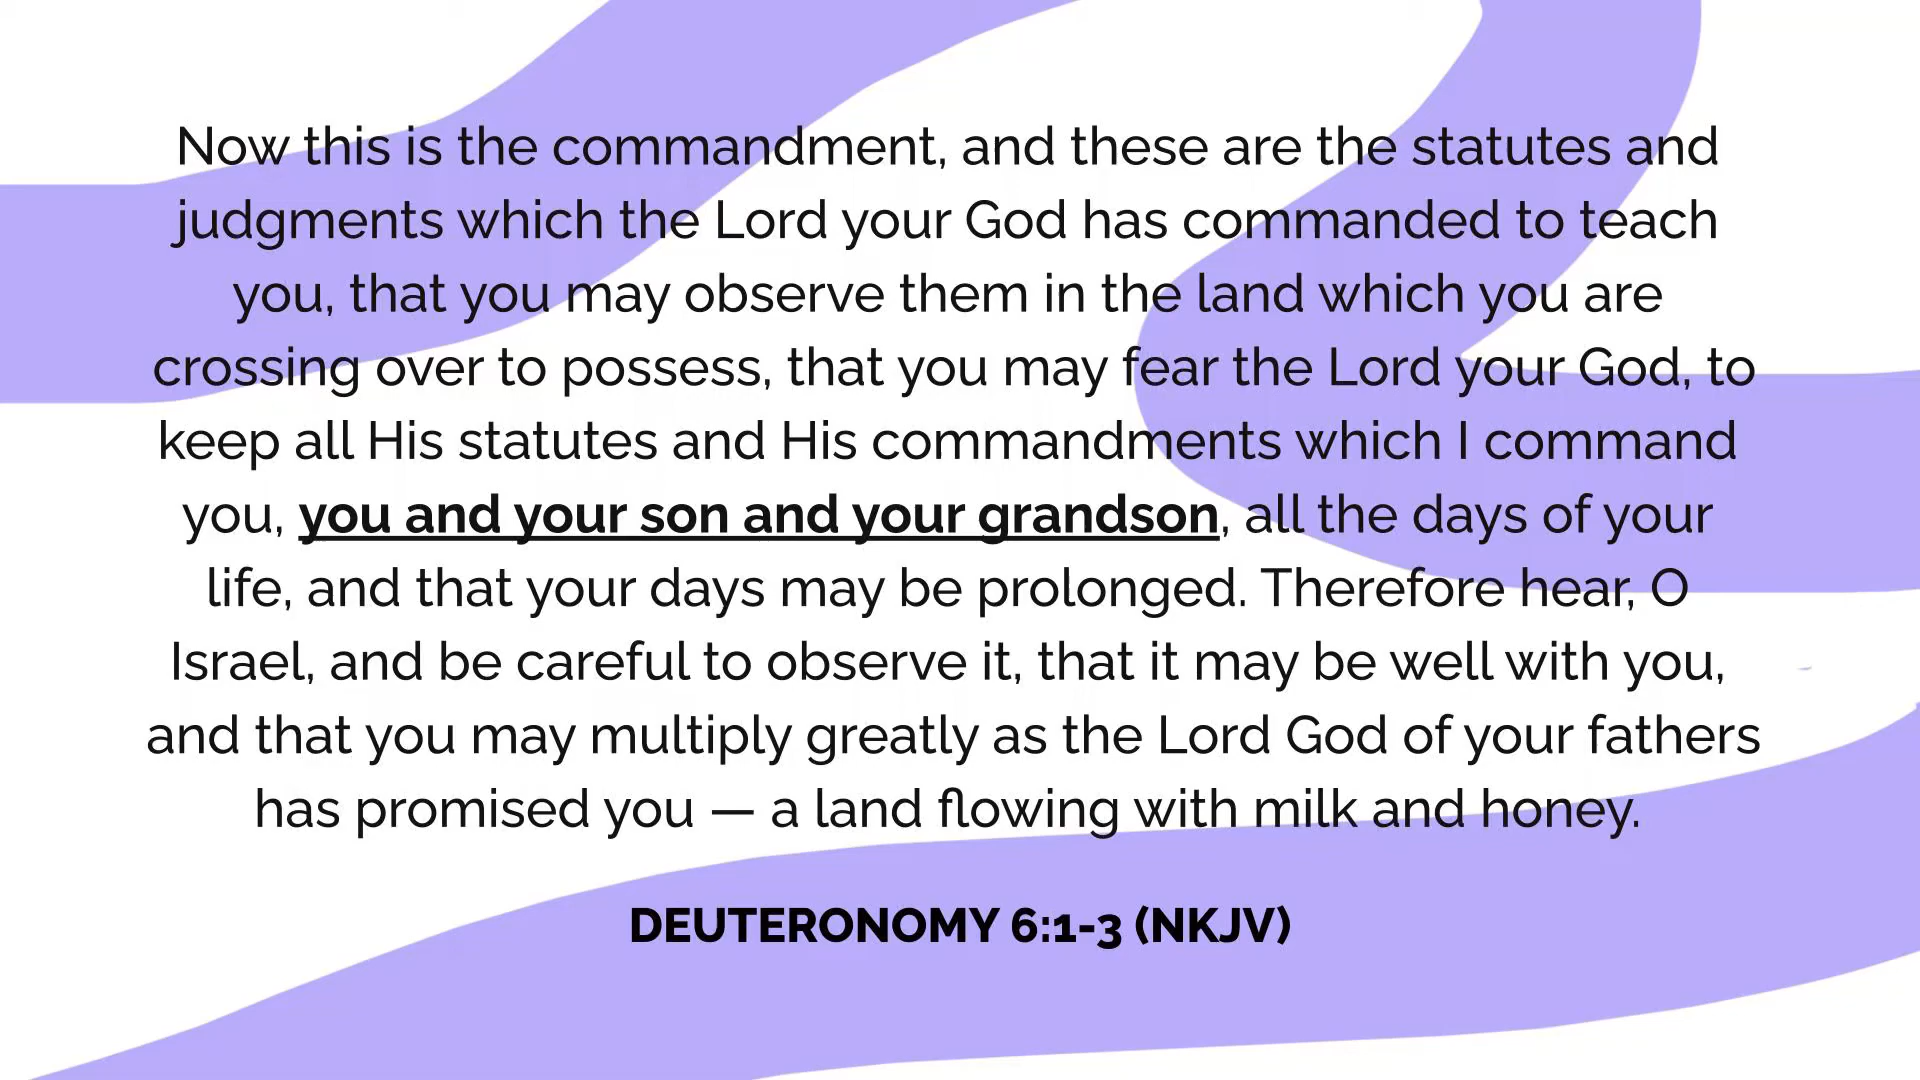 Now this is the commandment, and these are the statutes and
judgments which the Lord your God has commanded to teach
you, that you may observe them in the land which you are
crossing over to possess, that you may fear the Lord your God, to
keep all His statutes and His commandments which I command
you, you and your son and your grandson, all the days of your
life, and that your days may be prolonged. Therefore hear, O
Israel, and be careful to observe it, that it may be well with you,
and that you may multiply greatly as the Lord God of your fathers
has promised you — a land flowing with milk and honey.
DEUTERONOMY 6:1-3 (NKJV)